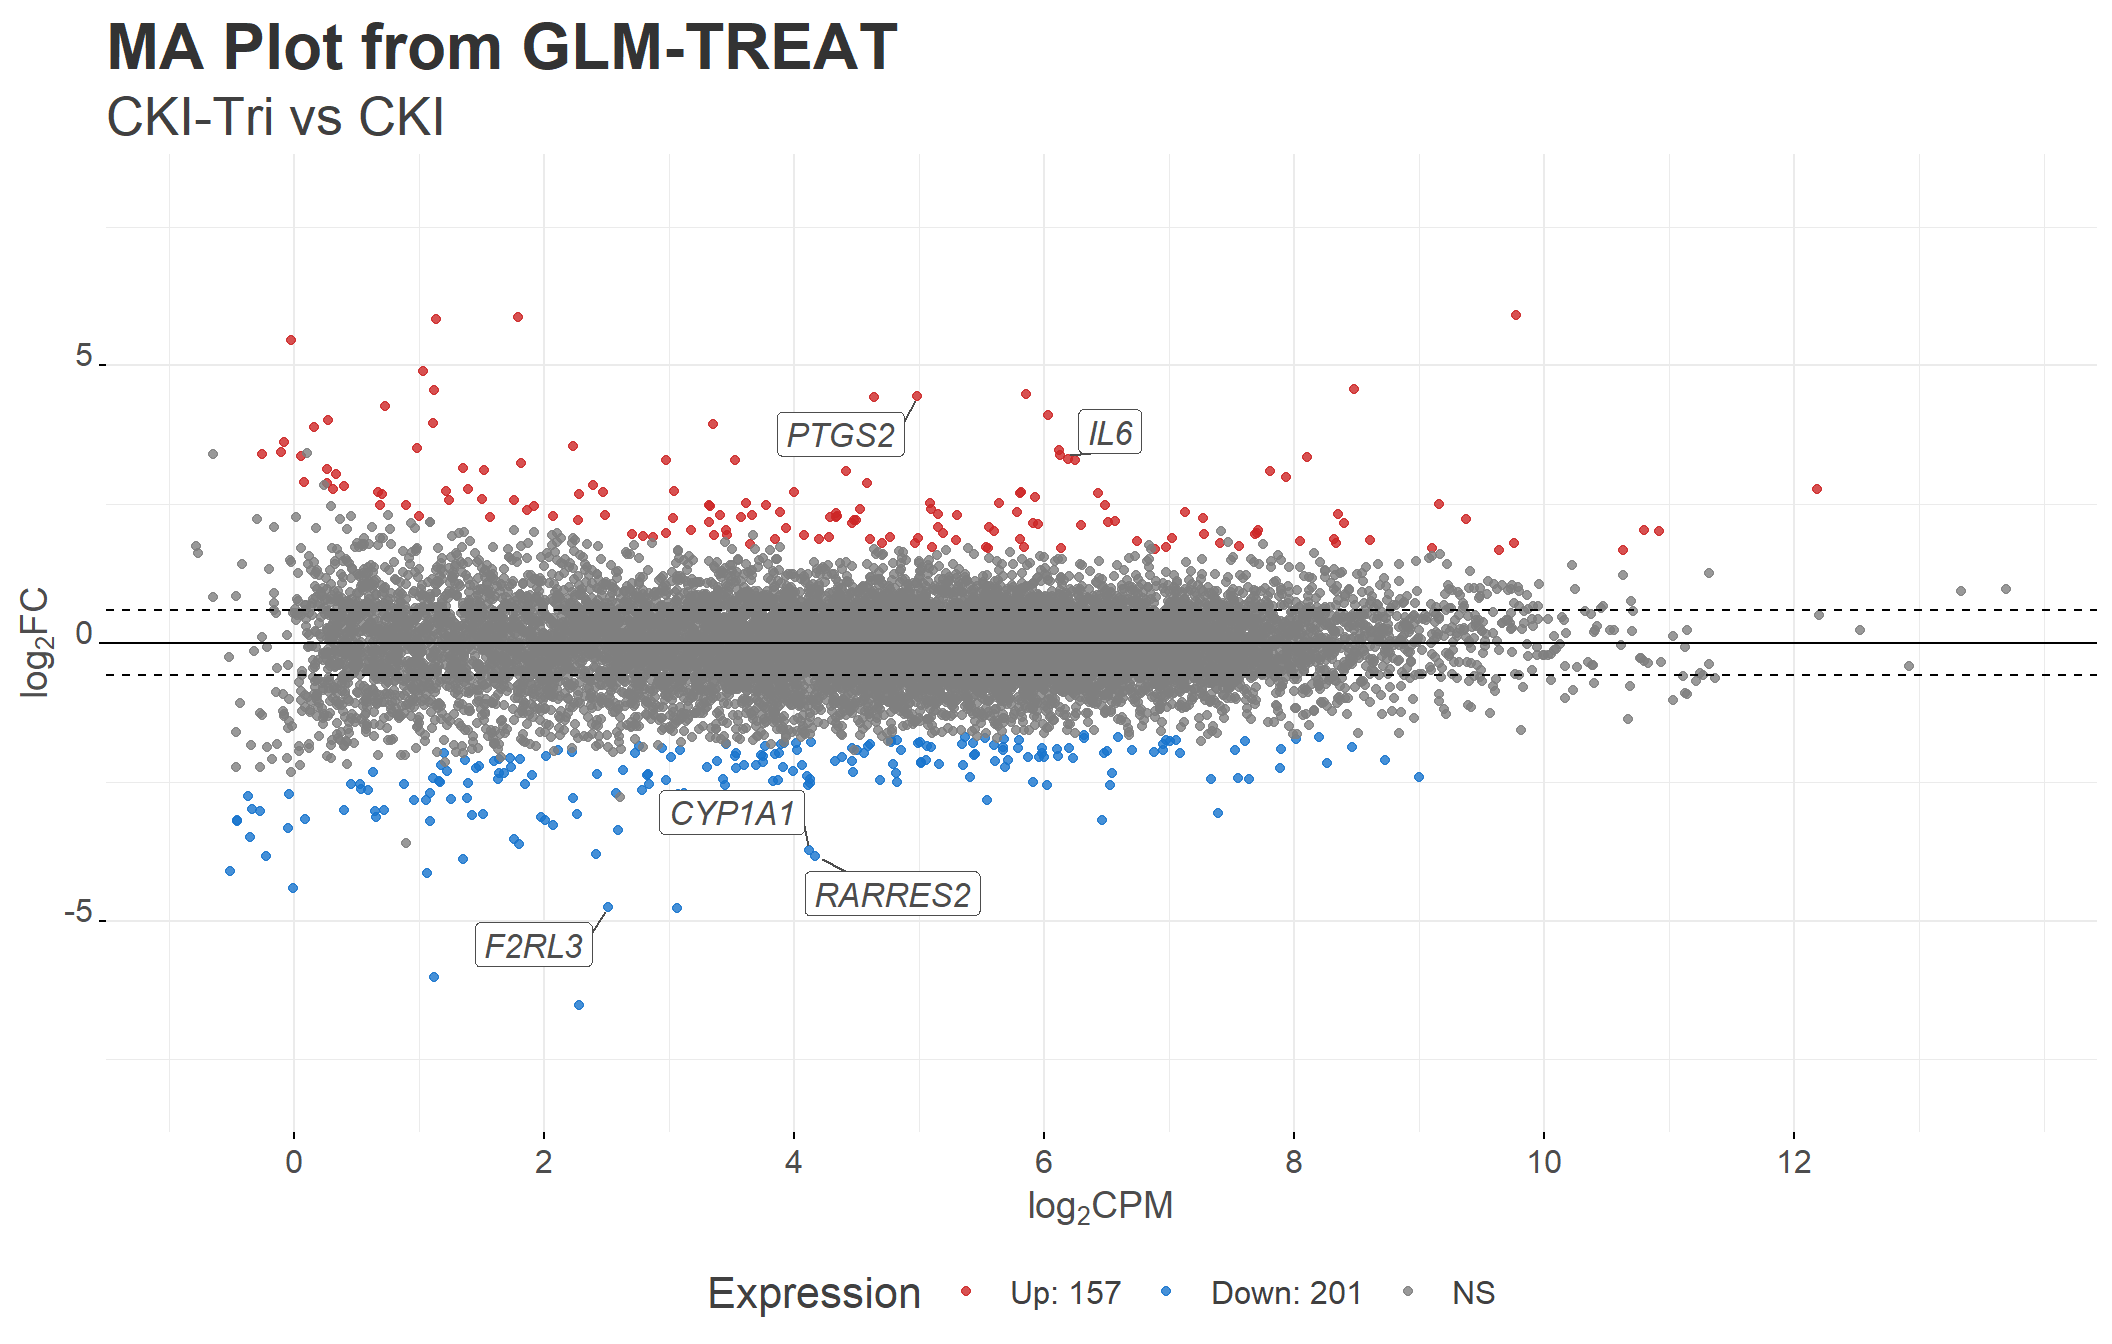 MA Plot from GLM-TREAT
CKI-Tri vs CKI
log₂FC
5
0
-5
PTGS2
IL6
CYP1A1
RARRES2
F2RL3
0 2 4 6 8 10 12
log₂CPM
Expression Up: 157 Down: 201 NS